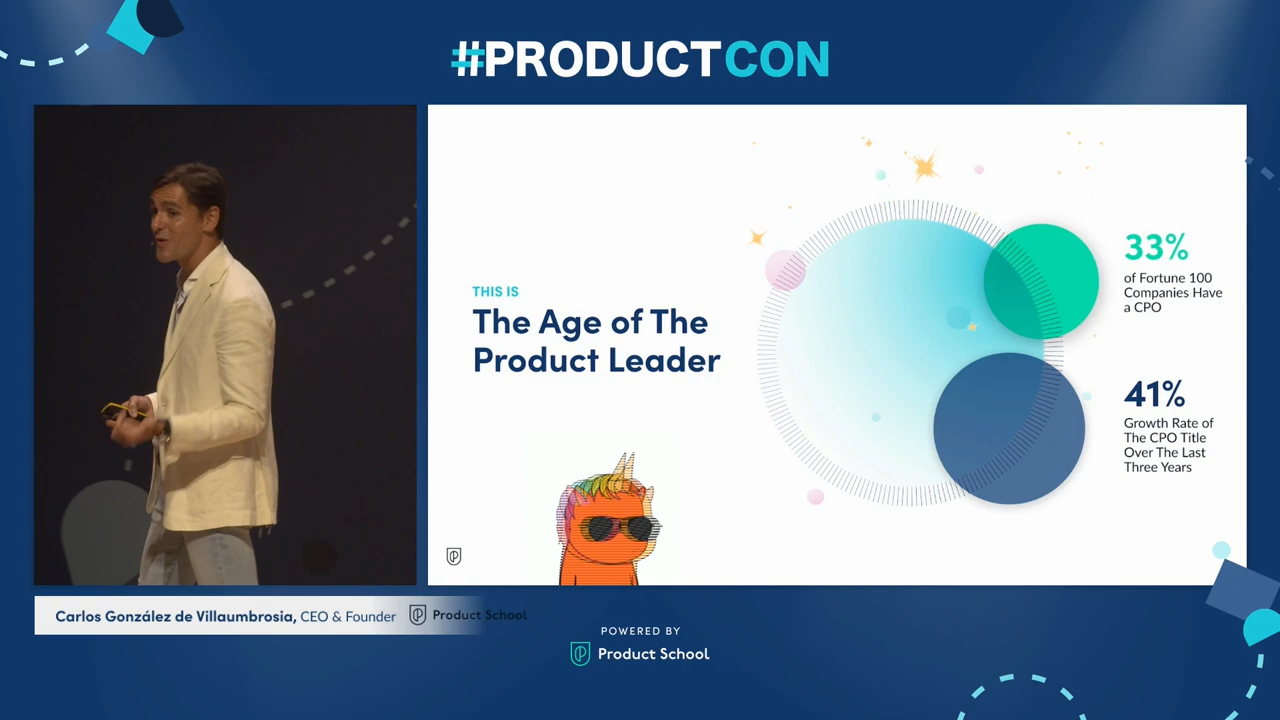 #PRODUCTCON
THIS IS
The Age of The
Product Leader
33%
of Fortune 100
Companies Have
a CPO
41%
Growth Rate of
The CPO Title
Over The Last
Three Years
Carlos González de Villaumbrosia, CEO & Founder Product School
POWERED BY
Product School